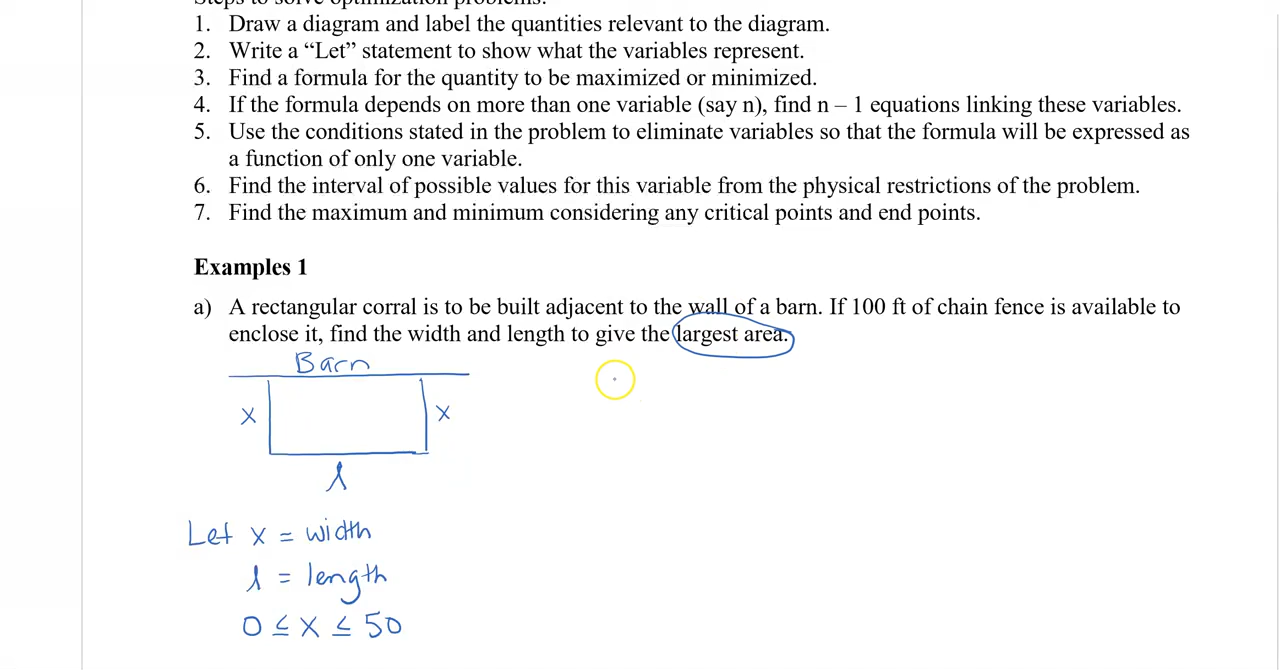 Steps to solve optimization problems:
1. Draw a diagram and label the quantities relevant to the diagram.
2. Write a “Let” statement to show what the variables represent.
3. Find a formula for the quantity to be maximized or minimized.
4. If the formula depends on more than one variable (say n), find n – 1 equations linking these variables.
5. Use the conditions stated in the problem to eliminate variables so that the formula will be expressed as
a function of only one variable.
6. Find the interval of possible values for this variable from the physical restrictions of the problem.
7. Find the maximum and minimum considering any critical points and end points.
Examples 1
a) A rectangular corral is to be built adjacent to the wall of a barn. If 100 ft of chain fence is available to
enclose it, find the width and length to give the largest area.
Barn
x x
l
Let x = width
l = length
0 ≤ x ≤ 50